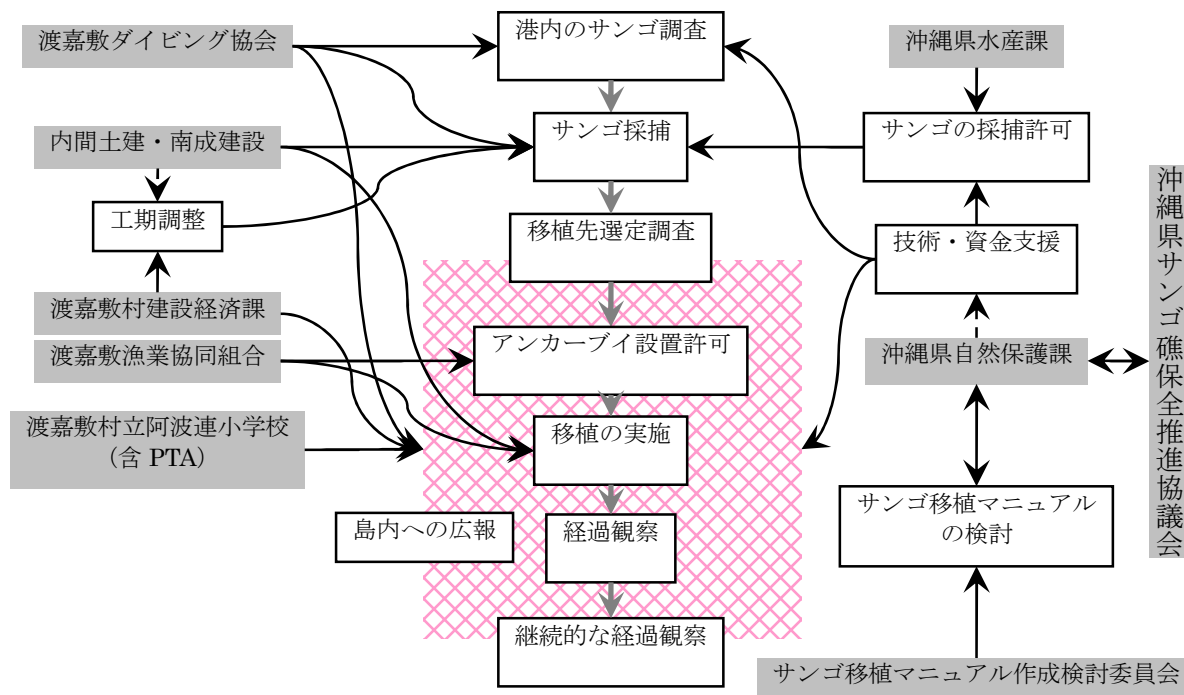 渡嘉敷ダイビング協会
港内のサンゴ調査
沖縄県水産課
内間土建・南成建設
サンゴ採捕
サンゴの採捕許可
工期調整
移植先選定調査
技術・資金支援
沖縄県サンゴ礁保全推進協議会
渡嘉敷村建設経済課
渡嘉敷漁業協同組合
アンカーブイ設置許可
沖縄県自然保護課
渡嘉敷村立阿波連小学校
（含 PTA）
移植の実施
島内への広報
経過観察
サンゴ移植マニュアル
の検討
継続的な経過観察
サンゴ移植マニュアル作成検討委員会